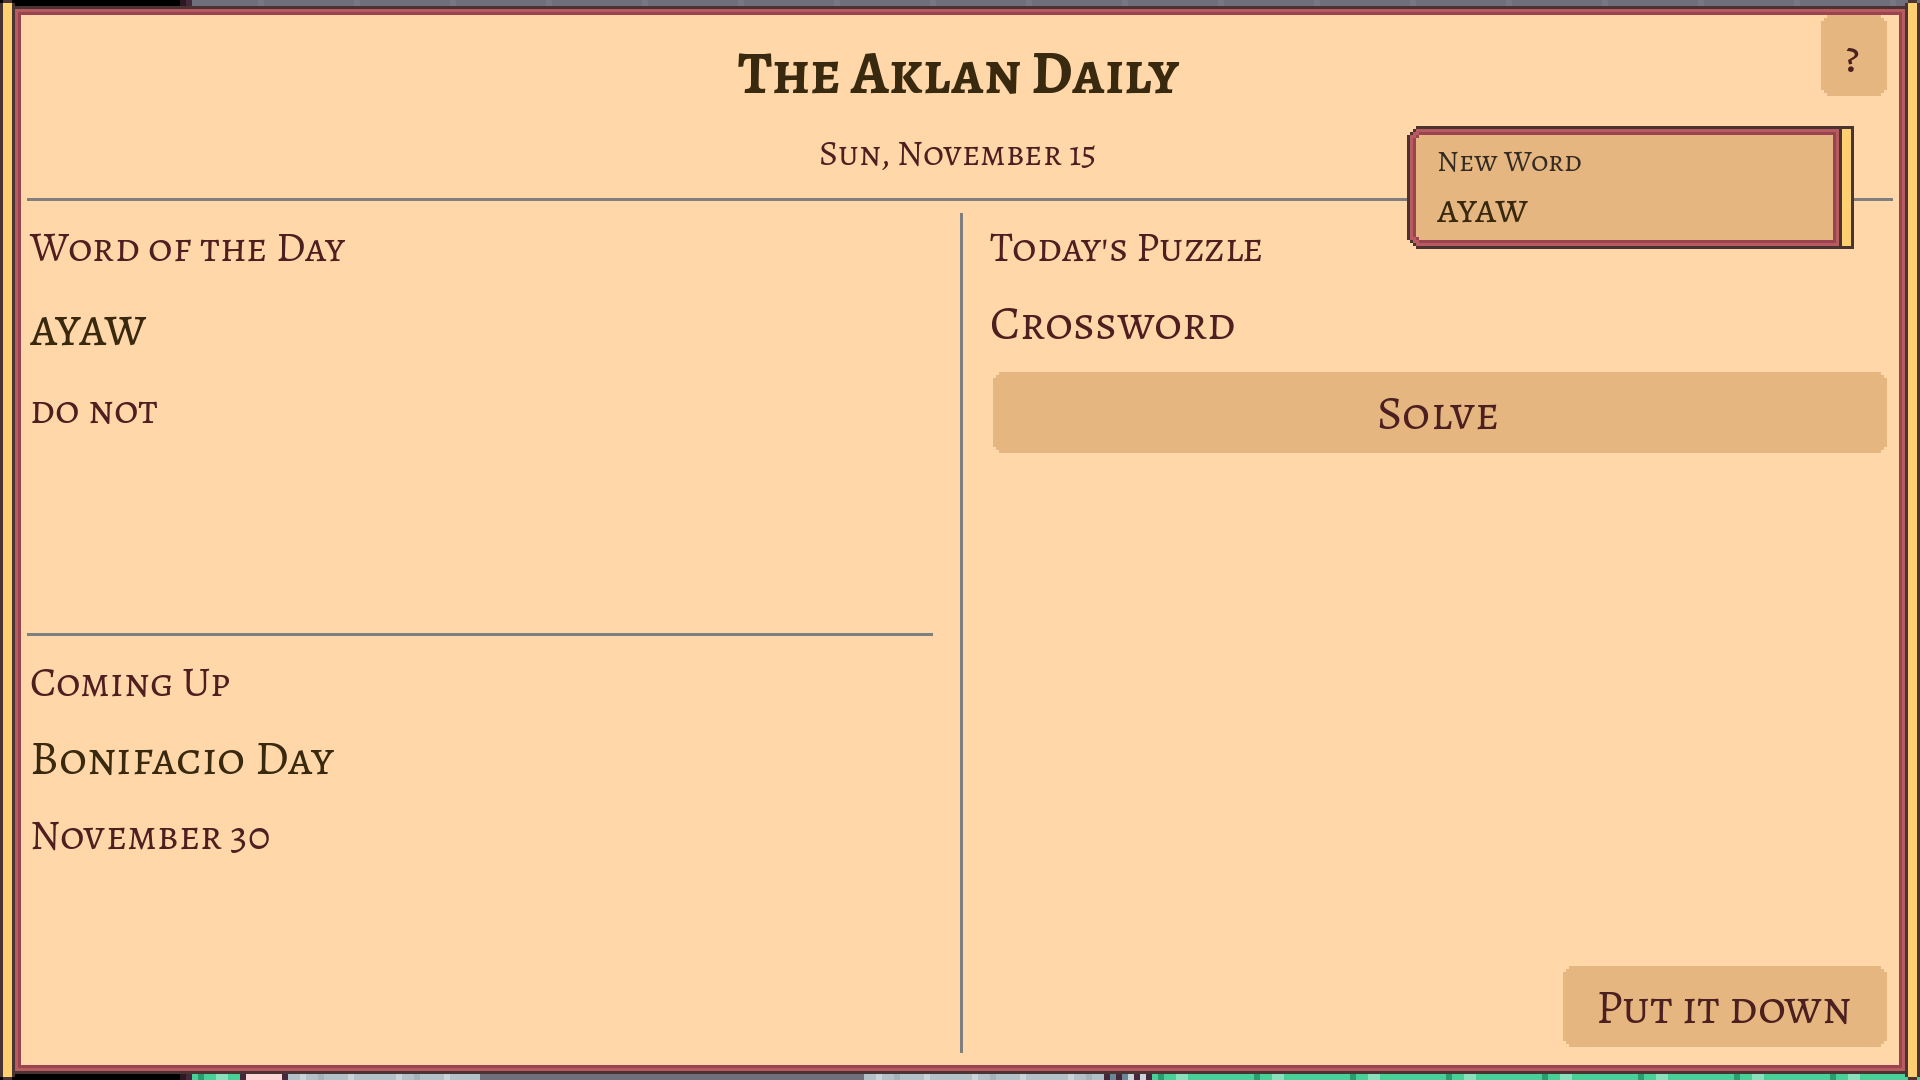 The Aklan Daily
?
Sun, November 15
New Word
AYAW
Word of the Day
AYAW
do not
Coming Up
Bonifacio Day
November 30
Today's Puzzle
Crossword
Solve
Put it down